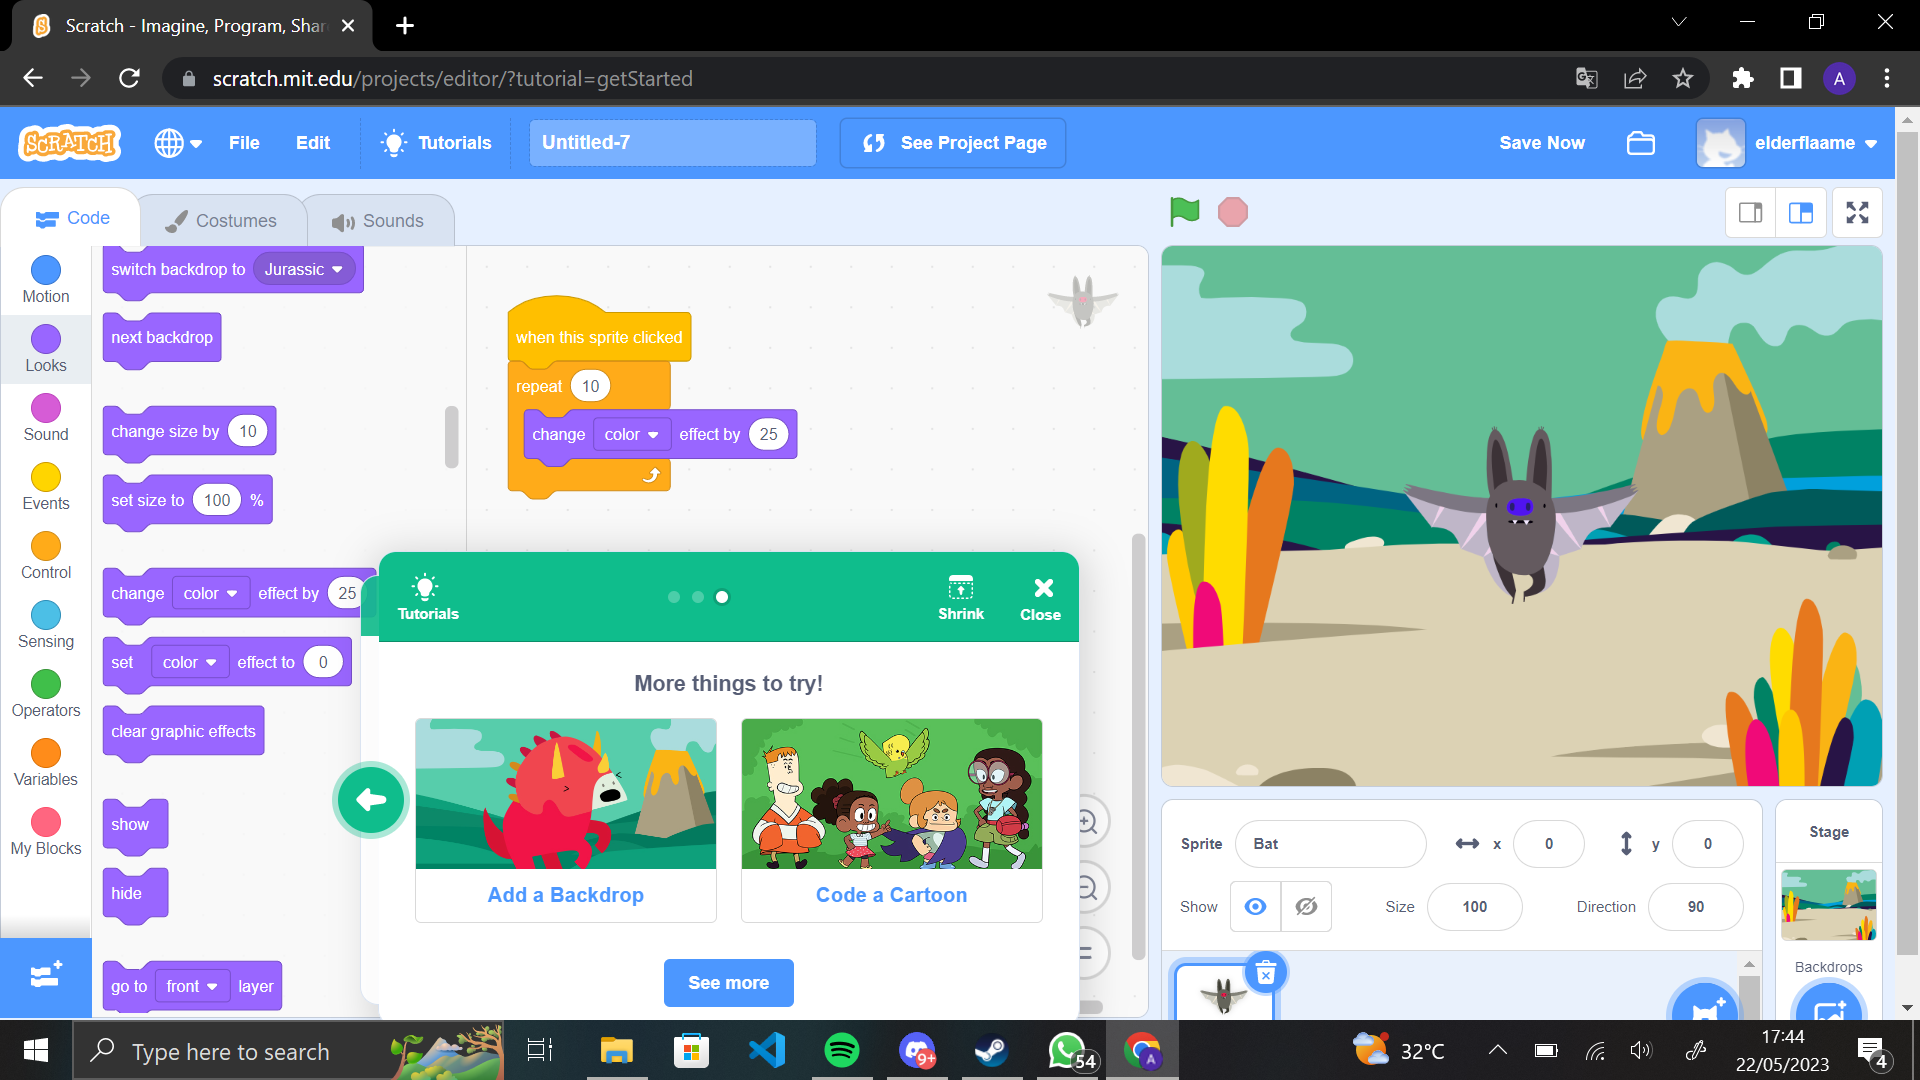 Scratch - Imagine, Program, Shar
scratch.mit.edu/projects/editor/?tutorial=getStarted
A
SCRATCH
File
Edit
Tutorials
Untitled-7
See Project Page
Save Now
elderflaame
Code
Costumes
Sounds
Motion
Looks
Sound
Events
Control
Sensing
Operators
Variables
My Blocks
switch backdrop to Jurassic
next backdrop
change size by 10
set size to 100 %
change color effect by 25
set color effect to 0
clear graphic effects
show
hide
go to front layer
when this sprite clicked
repeat 10
change color effect by 25
Tutorials
Shrink
Close
More things to try!
Add a Backdrop
Code a Cartoon
See more
Sprite Bat x 0 y 0
Show Size 100 Direction 90
Stage
Backdrops
Type here to search
9+
54
A
32°C
17:44
22/05/2023
4